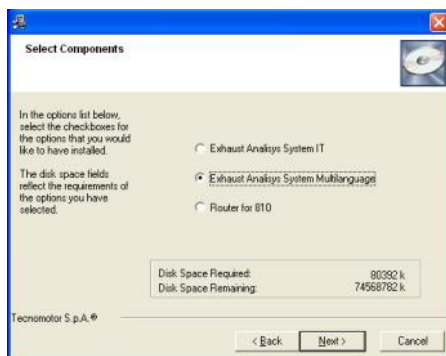 Select Components
In the options list below,
select the checkboxes for
the options that you would
like to have installed.
The disk space fields
reflect the requirements of
the options you have
selected.
Exhaust Analisys System IT
Exhaust Analisys System Multilanguage
Router for 810
Disk Space Required: 80392 k
Disk Space Remaining: 74568782 k
Tecnomotor S.p.A.®
< Back Next > Cancel